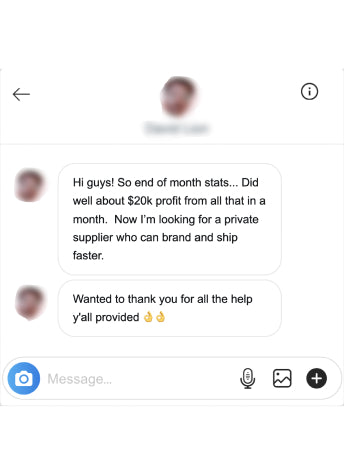 Hi guys! So end of month stats... Did
well about $20k profit from all that in a
month.  Now I'm looking for a private
supplier who can brand and ship
faster.
Wanted to thank you for all the help
y'all provided 👌👌
Message...